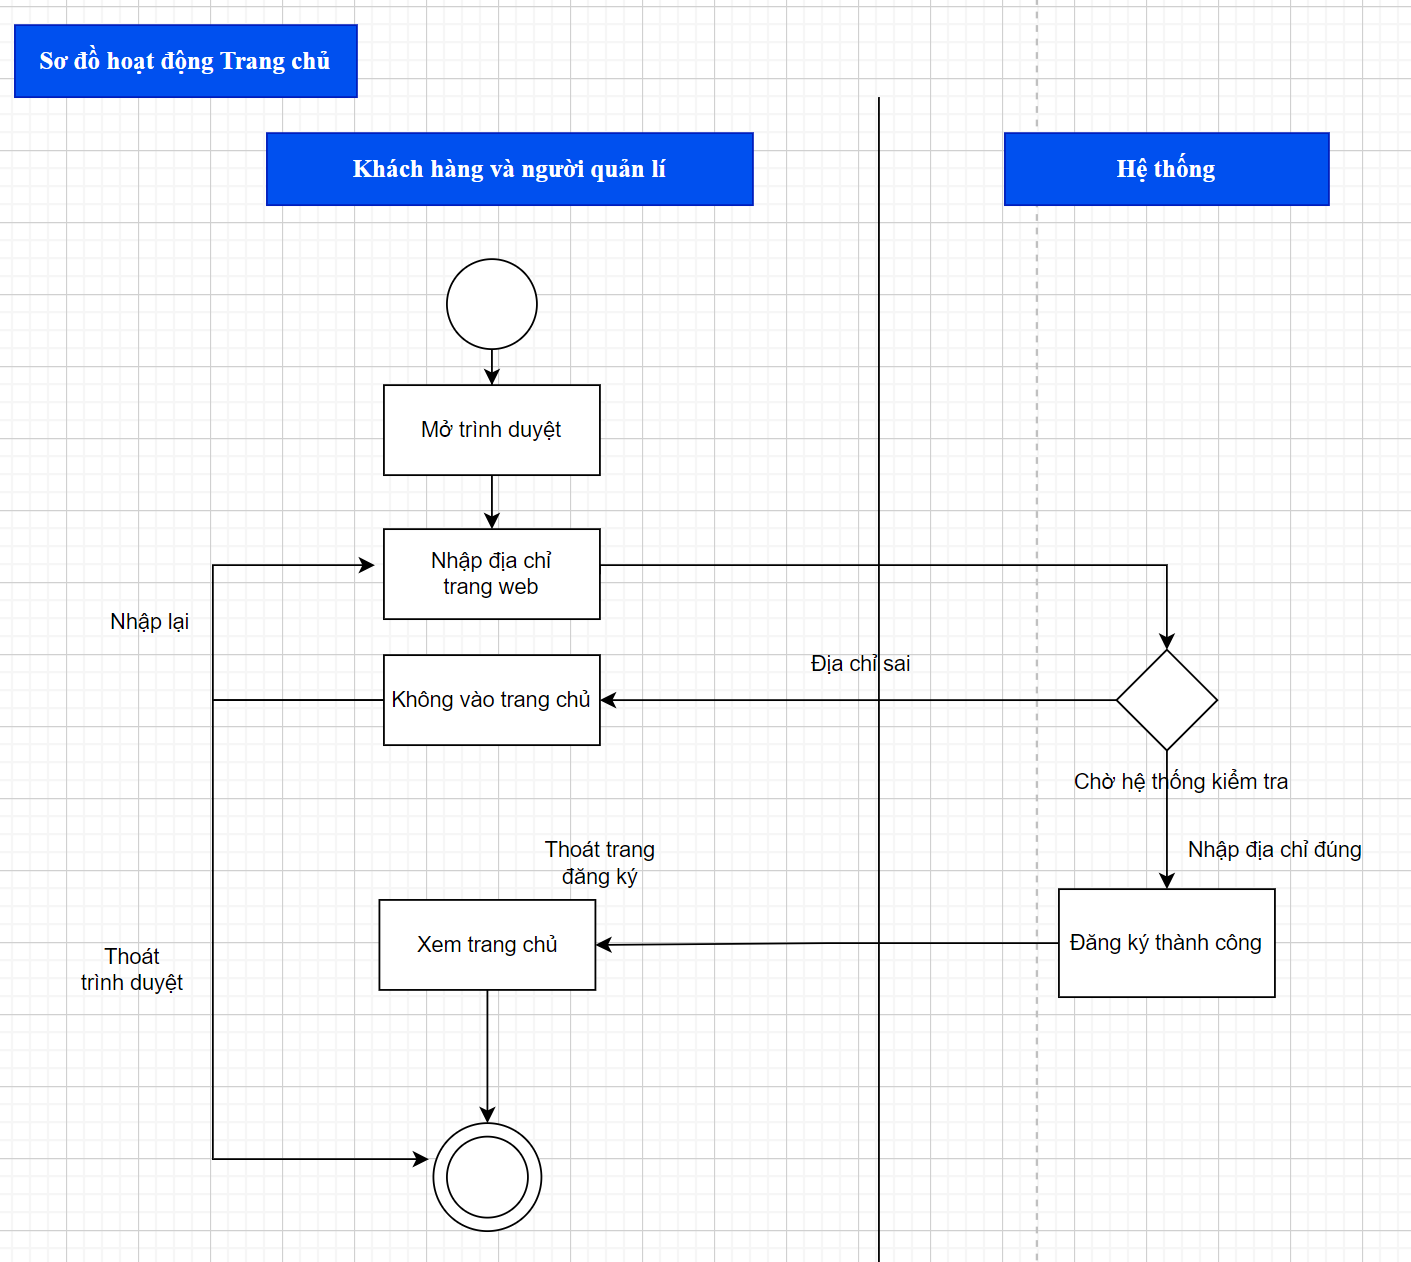 Sơ đồ hoạt động Trang chủ
Khách hàng và người quản lí
Hệ thống
Mở trình duyệt
Nhập địa chỉ
trang web
Nhập lại
Địa chỉ sai
Không vào trang chủ
Chờ hệ thống kiểm tra
Thoát trang
đăng ký
Nhập địa chỉ đúng
Xem trang chủ
Đăng ký thành công
Thoát
trình duyệt